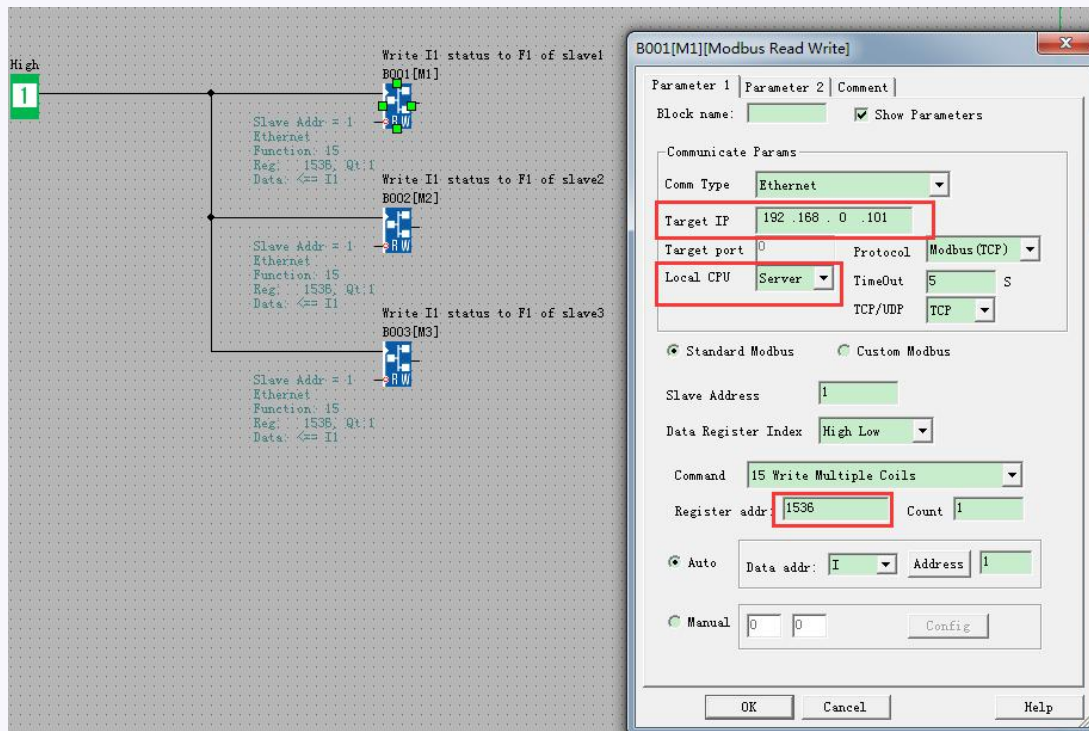 High
1
Write I1 status to F1 of slave1
B001[M1]
R W
Slave Addr = 1
Ethernet
Function: 15
Reg:   1536, Qt:1
Data: <== I1
Write I1 status to F1 of slave2
B002[M2]
R W
Slave Addr = 1
Ethernet
Function: 15
Reg:   1536, Qt:1
Data: <== I1
Write I1 status to F1 of slave3
B003[M3]
R W
Slave Addr = 1
Ethernet
Function: 15
Reg:   1536, Qt:1
Data: <== I1
B001[M1][Modbus Read Write]
Parameter 1 Parameter 2 Comment
Block name: Show Parameters
Communicate Params
Comm Type Ethernet
Target IP 192 .168 . 0 .101
Target port 0 Protocol Modbus(TCP)
Local CPU Server TimeOut 5 S
TCP/UDP TCP
Standard Modbus Custom Modbus
Slave Address 1
Data Register Index High Low
Command 15 Write Multiple Coils
Register addr: 1536 Count 1
Auto Data addr: I Address 1
Manual 0 0 Config
OK Cancel Help